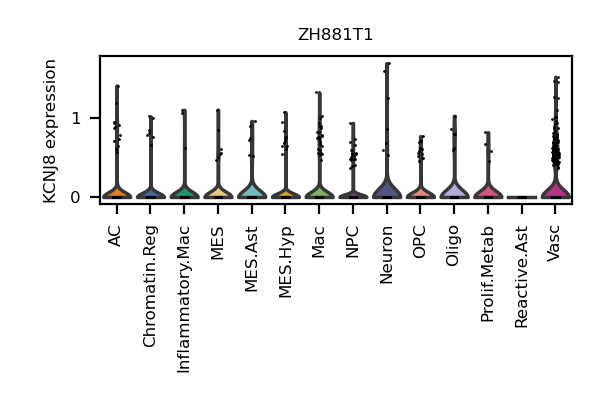 ZH881T1
KCNJ8 expression
1
0
AC
Chromatin.Reg
Inflammatory.Mac
MES
MES.Ast
MES.Hyp
Mac
NPC
Neuron
OPC
Oligo
Prolif.Metab
Reactive.Ast
Vasc